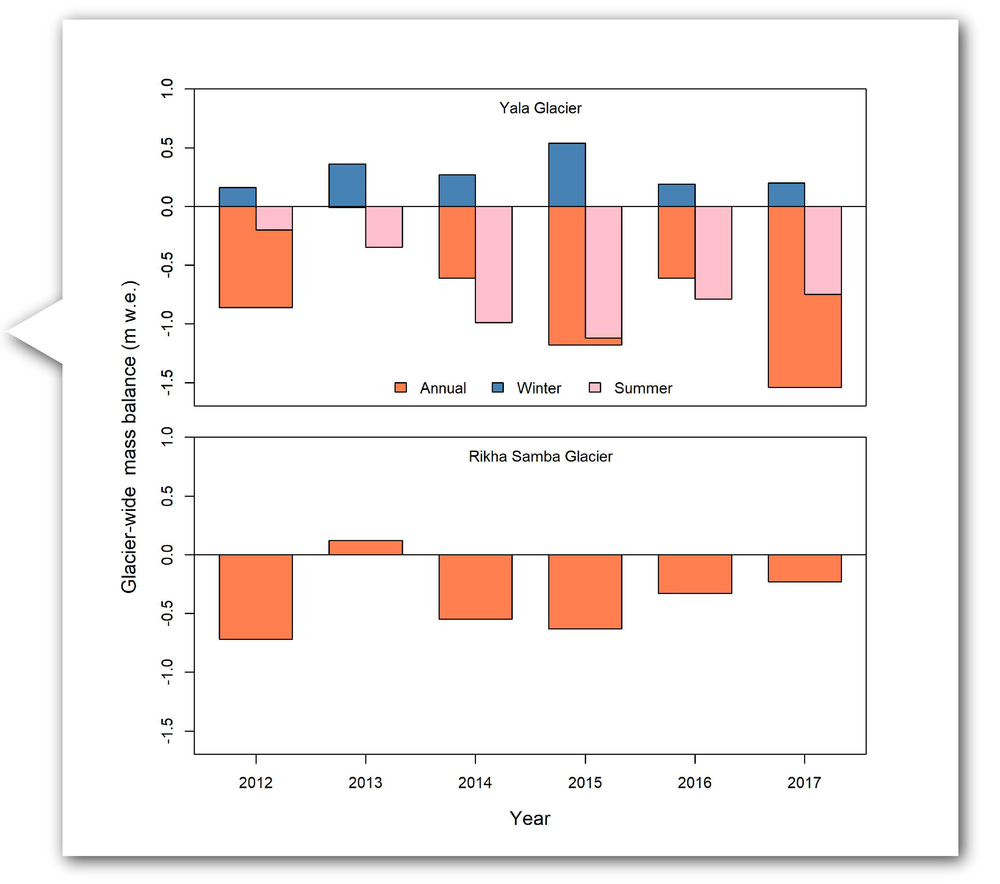 Glacier-wide mass balance (m w.e.)
1.0
0.5
0.0
-0.5
-1.0
-1.5
Yala Glacier
Annual Winter Summer
1.0
0.5
0.0
-0.5
-1.0
-1.5
Rikha Samba Glacier
2012 2013 2014 2015 2016 2017
Year